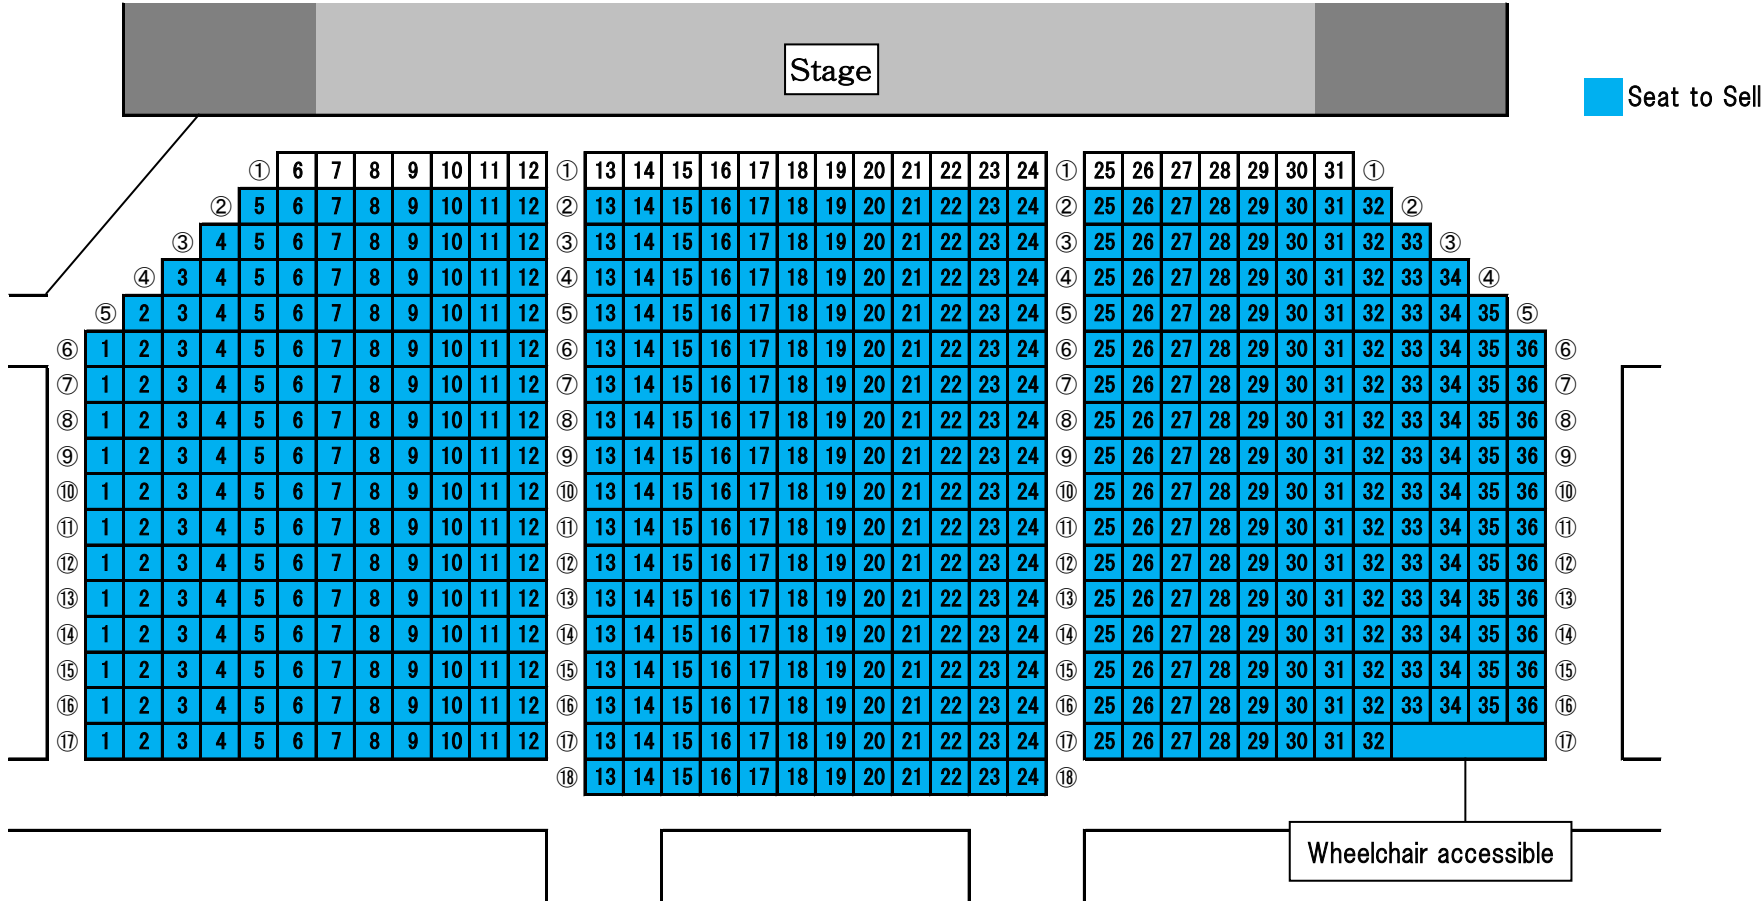 Stage
Seat to Sell
① 6 7 8 9 10 11 12 ① 13 14 15 16 17 18 19 20 21 22 23 24 ① 25 26 27 28 29 30 31 ①
② 5 6 7 8 9 10 11 12 ② 13 14 15 16 17 18 19 20 21 22 23 24 ② 25 26 27 28 29 30 31 32 ②
③ 4 5 6 7 8 9 10 11 12 ③ 13 14 15 16 17 18 19 20 21 22 23 24 ③ 25 26 27 28 29 30 31 32 33 ③
④ 3 4 5 6 7 8 9 10 11 12 ④ 13 14 15 16 17 18 19 20 21 22 23 24 ④ 25 26 27 28 29 30 31 32 33 34 ④
⑤ 2 3 4 5 6 7 8 9 10 11 12 ⑤ 13 14 15 16 17 18 19 20 21 22 23 24 ⑤ 25 26 27 28 29 30 31 32 33 34 35 ⑤
⑥ 1 2 3 4 5 6 7 8 9 10 11 12 ⑥ 13 14 15 16 17 18 19 20 21 22 23 24 ⑥ 25 26 27 28 29 30 31 32 33 34 35 36 ⑥
⑦ 1 2 3 4 5 6 7 8 9 10 11 12 ⑦ 13 14 15 16 17 18 19 20 21 22 23 24 ⑦ 25 26 27 28 29 30 31 32 33 34 35 36 ⑦
⑧ 1 2 3 4 5 6 7 8 9 10 11 12 ⑧ 13 14 15 16 17 18 19 20 21 22 23 24 ⑧ 25 26 27 28 29 30 31 32 33 34 35 36 ⑧
⑨ 1 2 3 4 5 6 7 8 9 10 11 12 ⑨ 13 14 15 16 17 18 19 20 21 22 23 24 ⑨ 25 26 27 28 29 30 31 32 33 34 35 36 ⑨
⑩ 1 2 3 4 5 6 7 8 9 10 11 12 ⑩ 13 14 15 16 17 18 19 20 21 22 23 24 ⑩ 25 26 27 28 29 30 31 32 33 34 35 36 ⑩
⑪ 1 2 3 4 5 6 7 8 9 10 11 12 ⑪ 13 14 15 16 17 18 19 20 21 22 23 24 ⑪ 25 26 27 28 29 30 31 32 33 34 35 36 ⑪
⑫ 1 2 3 4 5 6 7 8 9 10 11 12 ⑫ 13 14 15 16 17 18 19 20 21 22 23 24 ⑫ 25 26 27 28 29 30 31 32 33 34 35 36 ⑫
⑬ 1 2 3 4 5 6 7 8 9 10 11 12 ⑬ 13 14 15 16 17 18 19 20 21 22 23 24 ⑬ 25 26 27 28 29 30 31 32 33 34 35 36 ⑬
⑭ 1 2 3 4 5 6 7 8 9 10 11 12 ⑭ 13 14 15 16 17 18 19 20 21 22 23 24 ⑭ 25 26 27 28 29 30 31 32 33 34 35 36 ⑭
⑮ 1 2 3 4 5 6 7 8 9 10 11 12 ⑮ 13 14 15 16 17 18 19 20 21 22 23 24 ⑮ 25 26 27 28 29 30 31 32 33 34 35 36 ⑮
⑯ 1 2 3 4 5 6 7 8 9 10 11 12 ⑯ 13 14 15 16 17 18 19 20 21 22 23 24 ⑯ 25 26 27 28 29 30 31 32 33 34 35 36 ⑯
⑰ 1 2 3 4 5 6 7 8 9 10 11 12 ⑰ 13 14 15 16 17 18 19 20 21 22 23 24 ⑰ 25 26 27 28 29 30 31 32 ⑰
⑱ 13 14 15 16 17 18 19 20 21 22 23 24 ⑱
Wheelchair accessible